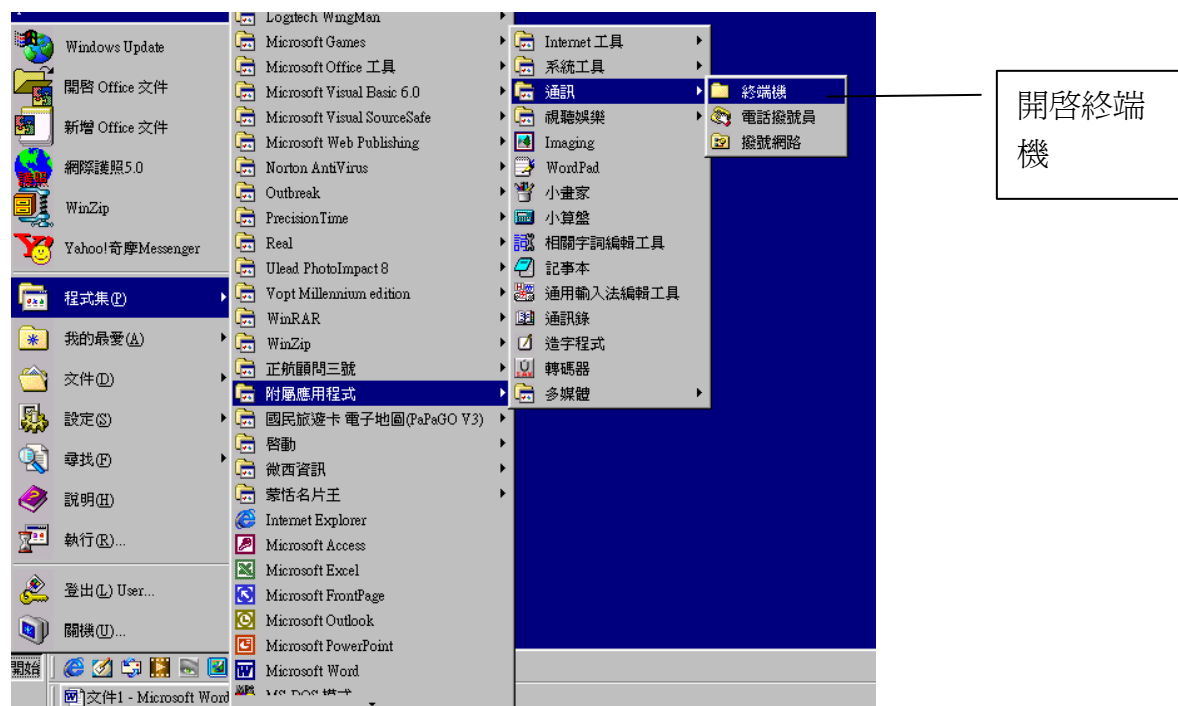 Windows Update
開啓 Office 文件
新增 Office 文件
網際護照5.0
WinZip
Yahoo!奇摩Messenger
程式集(P)
我的最愛(A)
文件(D)
設定(S)
尋找(F)
說明(H)
執行(R)...
登出(L) User...
關機(U)...
開始
文件1 - Microsoft Word
Logitech WingMan
Microsoft Games
Microsoft Office 工具
Microsoft Visual Basic 6.0
Microsoft Visual SourceSafe
Microsoft Web Publishing
Norton AntiVirus
Outbreak
PrecisionTime
Real
Ulead PhotoImpact 8
Vopt Millennium edition
WinRAR
WinZip
正航顧問三號
附屬應用程式
國民旅遊卡 電子地圖(PaPaGO V3)
啓動
微西資訊
蒙恬名片王
Internet Explorer
Microsoft Access
Microsoft Excel
Microsoft FrontPage
Microsoft Outlook
Microsoft PowerPoint
Microsoft Word
MS-DOS 模式
Internet 工具
系統工具
通訊
視聽娛樂
Imaging
WordPad
小畫家
小算盤
相關字詞編輯工具
記事本
通用輸入法編輯工具
通訊錄
造字程式
轉碼器
多媒體
終端機
電話撥號員
撥號網路
開啓終端
機